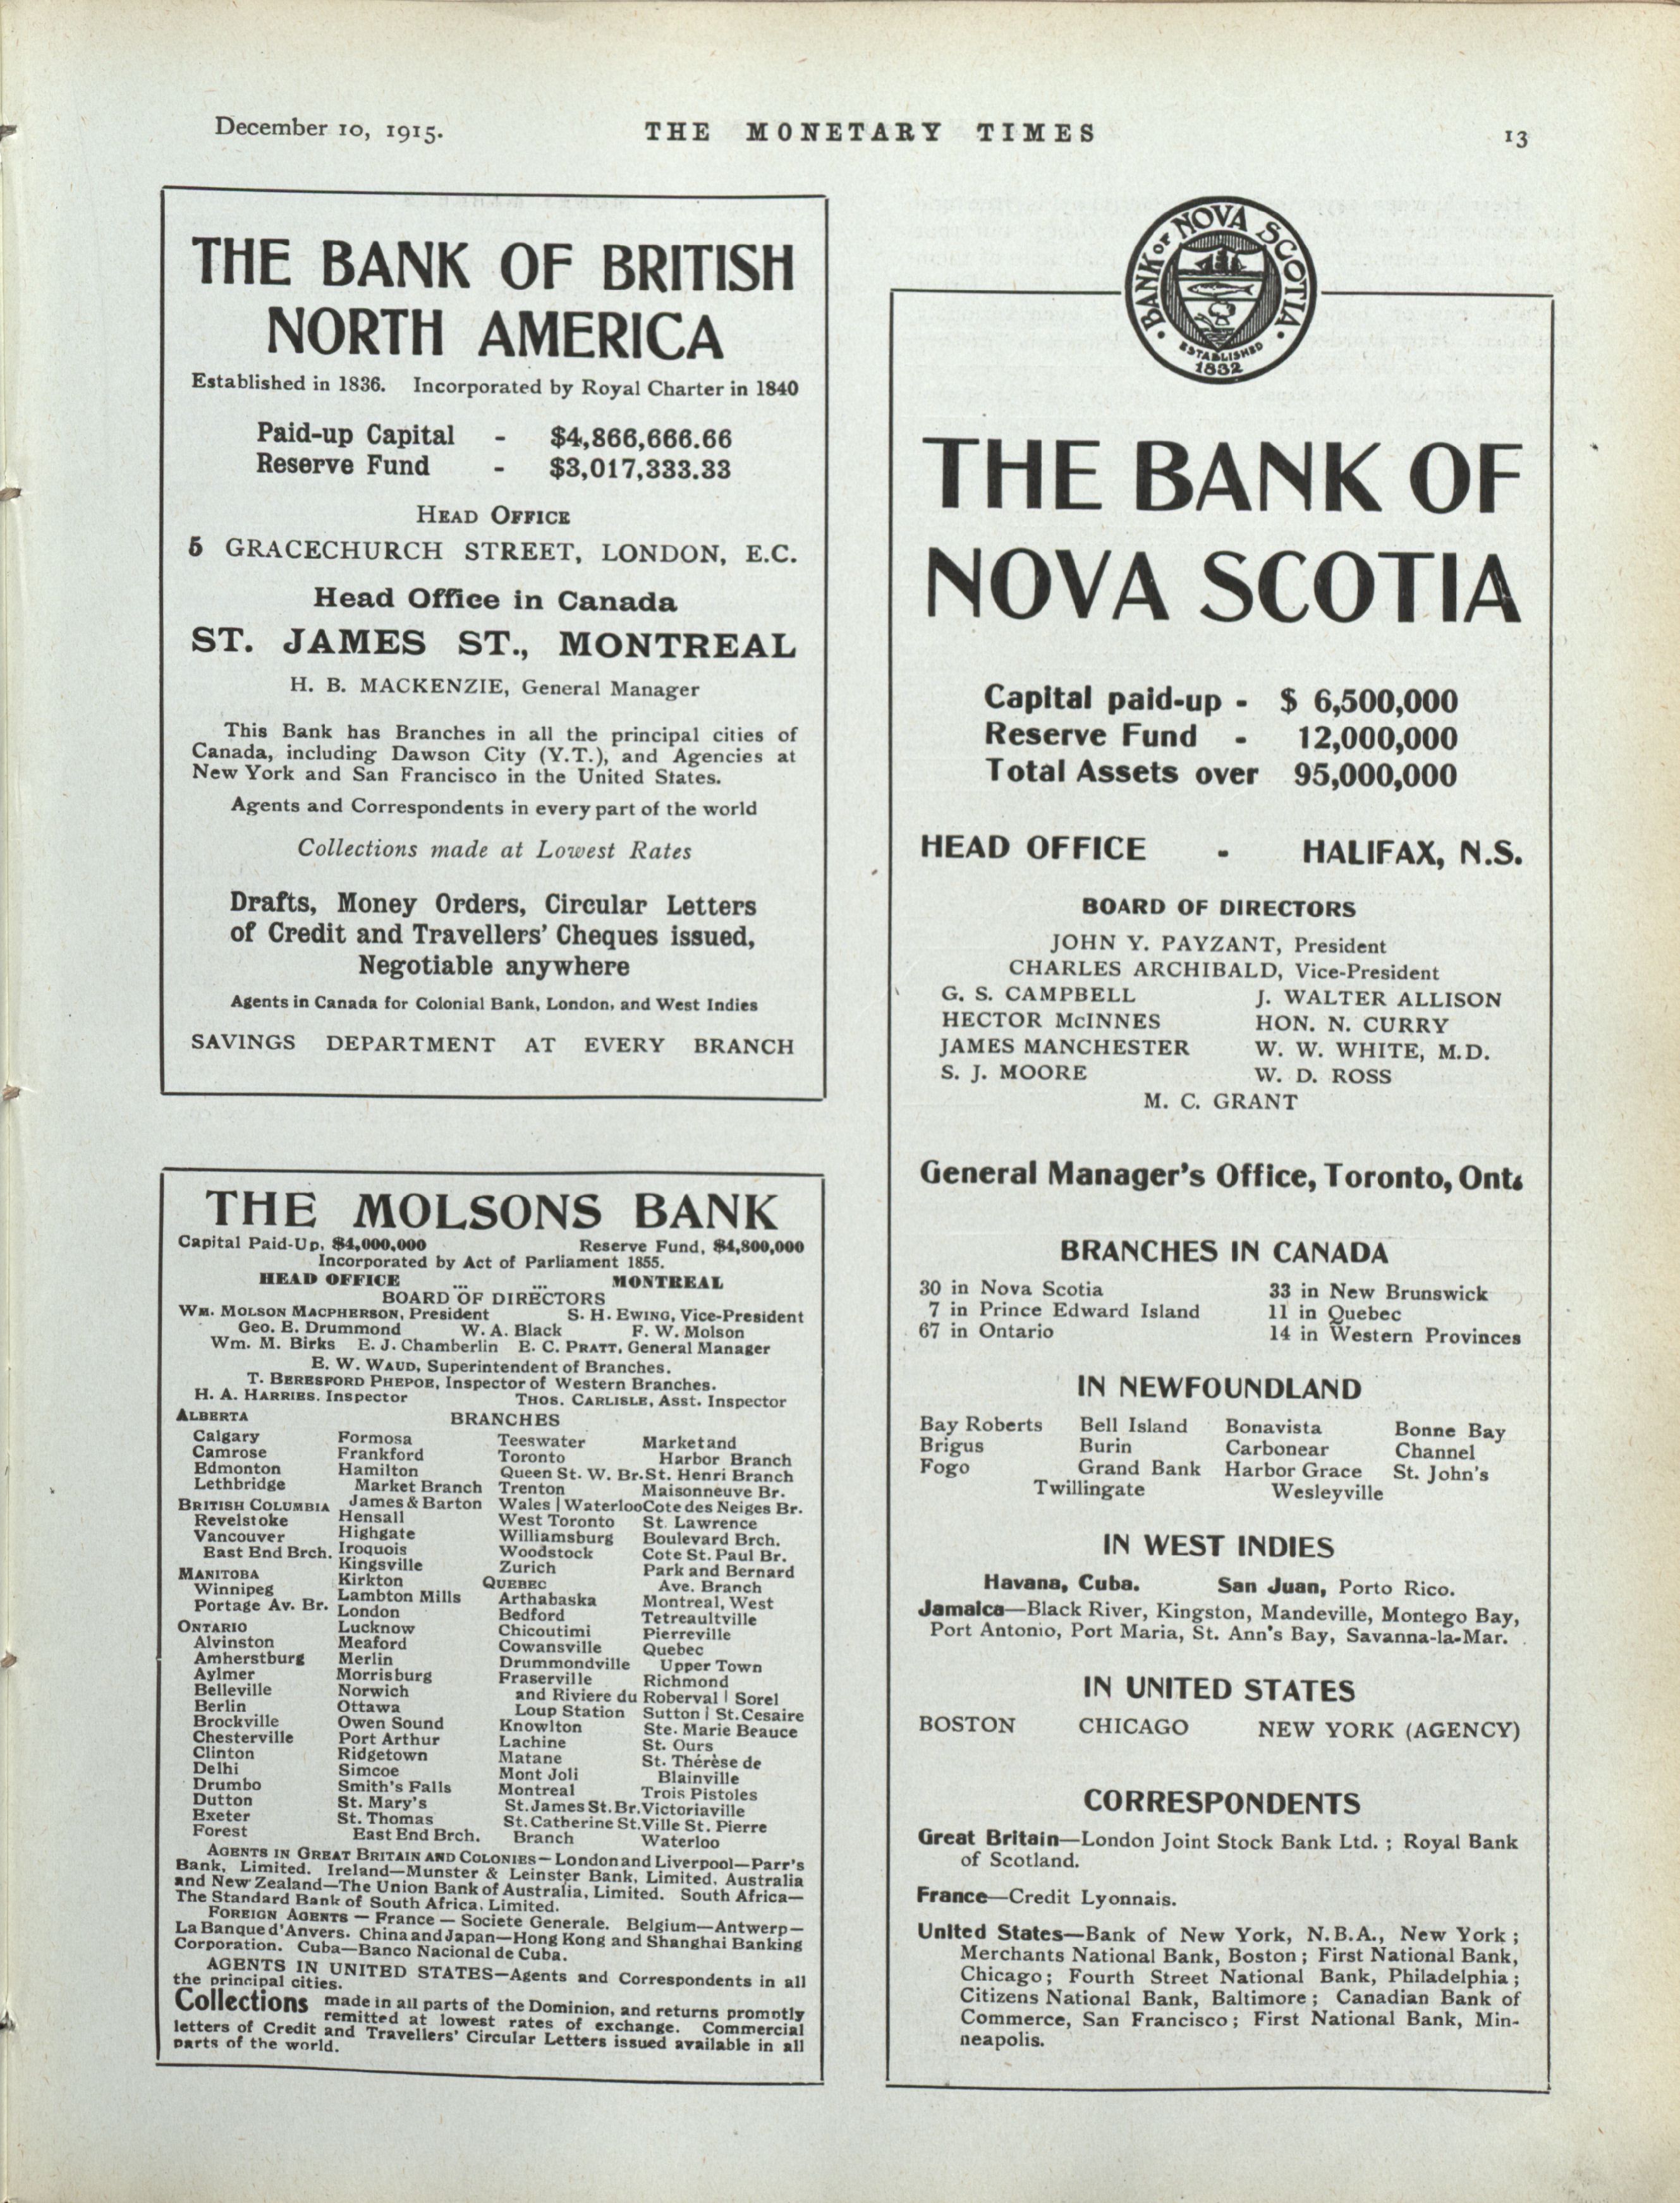 December 10, 1915.
THE MONETARY TIMES
13
THE BANK OF BRITISH
NORTH AMERICA
Established in 1836. Incorporated by Royal Charter in 1840
Paid-up Capital - $4,866,666.66
Reserve Fund - $3,017,333.33
HEAD OFFICE
5 GRACECHURCH STREET, LONDON, E.C.
Head Office in Canada
ST. JAMES ST., MONTREAL
H. B. MACKENZIE, General Manager
This Bank has Branches in all the principal cities of
Canada, including Dawson City (Y.T.), and Agencies at
New York and San Francisco in the United States.
Agents and Correspondents in every part of the world
Collections made at Lowest Rates
Drafts, Money Orders, Circular Letters
of Credit and Travellers' Cheques issued,
Negotiable anywhere
Agents in Canada for Colonial Bank, London, and West Indies
SAVINGS DEPARTMENT AT EVERY BRANCH
THE MOLSONS BANK
Capital Paid-Up, $4,000,000 Reserve Fund, $4,800,000
Incorporated by Act of Parliament 1855.
HEAD OFFICE ... ... MONTREAL
BOARD OF DIRECTORS
WM. MOLSON MACPHERSON, President S. H. EWING, Vice-President
Geo. E. Drummond W. A. Black F. W. Molson
Wm. M. Birks E. J. Chamberlin E. C. PRATT, General Manager
E. W. WAUD, Superintendent of Branches.
T. BERESFORD PHEPOE, Inspector of Western Branches.
H. A. HARRIES, Inspector THOS. CARLISLE, Asst. Inspector
BRANCHES
ALBERTA
Calgary
Camrose
Edmonton
Lethbridge
BRITISH COLUMBIA
Revelstoke
Vancouver
East End Brch.
MANITOBA
Winnipeg
Portage Av. Br.
ONTARIO
Alvinston
Amherstburg
Aylmer
Belleville
Berlin
Brockville
Chesterville
Clinton
Delhi
Drumbo
Dutton
Exeter
Forest
Formosa
Frankford
Hamilton
Market Branch
James & Barton
Hensall
Highgate
Iroquois
Kingsville
Kirkton
Lambton Mills
London
Lucknow
Meaford
Merlin
Morrisburg
Norwich
Ottawa
Owen Sound
Port Arthur
Ridgetown
Simcoe
Smith's Falls
St. Mary's
St. Thomas
East End Brch.
Teeswater
Toronto
Queen St. W. Br.
Trenton
Wales | Waterloo
West Toronto
Williamsburg
Woodstock
Zurich
QUEBEC
Arthabaska
Bedford
Chicoutimi
Cowansville
Drummondville
Fraserville
and Riviere du
Loup Station
Knowlton
Lachine
Matane
Mont Joli
Montreal
St. James St. Br.
St. Catherine St.
Branch
Market and
Harbor Branch
St. Henri Branch
Maisonneuve Br.
Cote des Neiges Br.
St. Lawrence
Boulevard Brch.
Cote St. Paul Br.
Park and Bernard
Ave. Branch
Montreal, West
Tetreaultville
Pierreville
Quebec
Upper Town
Richmond
Roberval | Sorel
Sutton | St. Cesaire
Ste. Marie Beauce
St. Ours
St. Thérèse de
Blainville
Trois Pistoles
Victoriaville
Ville St. Pierre
Waterloo
AGENTS IN GREAT BRITAIN AND COLONIES—London and Liverpool—Parr's
Bank, Limited. Ireland—Munster & Leinster Bank, Limited. Australia
and New Zealand—The Union Bank of Australia, Limited. South Africa—
The Standard Bank of South Africa, Limited.
FOREIGN AGENTS — France — Societe Generale. Belgium—Antwerp—
La Banque d'Anvers. China and Japan—Hong Kong and Shanghai Banking
Corporation. Cuba—Banco Nacional de Cuba.
AGENTS IN UNITED STATES—Agents and Correspondents in all
the principal cities.
Collections made in all parts of the Dominion, and returns promptly
remitted at lowest rates of exchange. Commercial
letters of Credit and Travellers' Circular Letters issued available in all
parts of the world.
BANK OF NOVA SCOTIA
ESTABLISHED
1832
THE BANK OF
NOVA SCOTIA
Capital paid-up - $ 6,500,000
Reserve Fund - 12,000,000
Total Assets over 95,000,000
HEAD OFFICE - HALIFAX, N.S.
BOARD OF DIRECTORS
JOHN Y. PAYZANT, President
CHARLES ARCHIBALD, Vice-President
G. S. CAMPBELL J. WALTER ALLISON
HECTOR McINNES HON. N. CURRY
JAMES MANCHESTER W. W. WHITE, M.D.
S. J. MOORE W. D. ROSS
M. C. GRANT
General Manager's Office, Toronto, Ont.
BRANCHES IN CANADA
30 in Nova Scotia 33 in New Brunswick
7 in Prince Edward Island 11 in Quebec
67 in Ontario 14 in Western Provinces
IN NEWFOUNDLAND
Bay Roberts Bell Island Bonavista Bonne Bay
Brigus Burin Carbonear Channel
Fogo Grand Bank Harbor Grace St. John's
Twillingate Wesleyville
IN WEST INDIES
Havana, Cuba. San Juan, Porto Rico.
Jamaica—Black River, Kingston, Mandeville, Montego Bay,
Port Antonio, Port Maria, St. Ann's Bay, Savanna-la-Mar.
IN UNITED STATES
BOSTON CHICAGO NEW YORK (AGENCY)
CORRESPONDENTS
Great Britain—London Joint Stock Bank Ltd. ; Royal Bank
of Scotland.
France—Credit Lyonnais.
United States—Bank of New York, N.B.A., New York ;
Merchants National Bank, Boston ; First National Bank,
Chicago ; Fourth Street National Bank, Philadelphia ;
Citizens National Bank, Baltimore ; Canadian Bank of
Commerce, San Francisco ; First National Bank, Min-
neapolis.